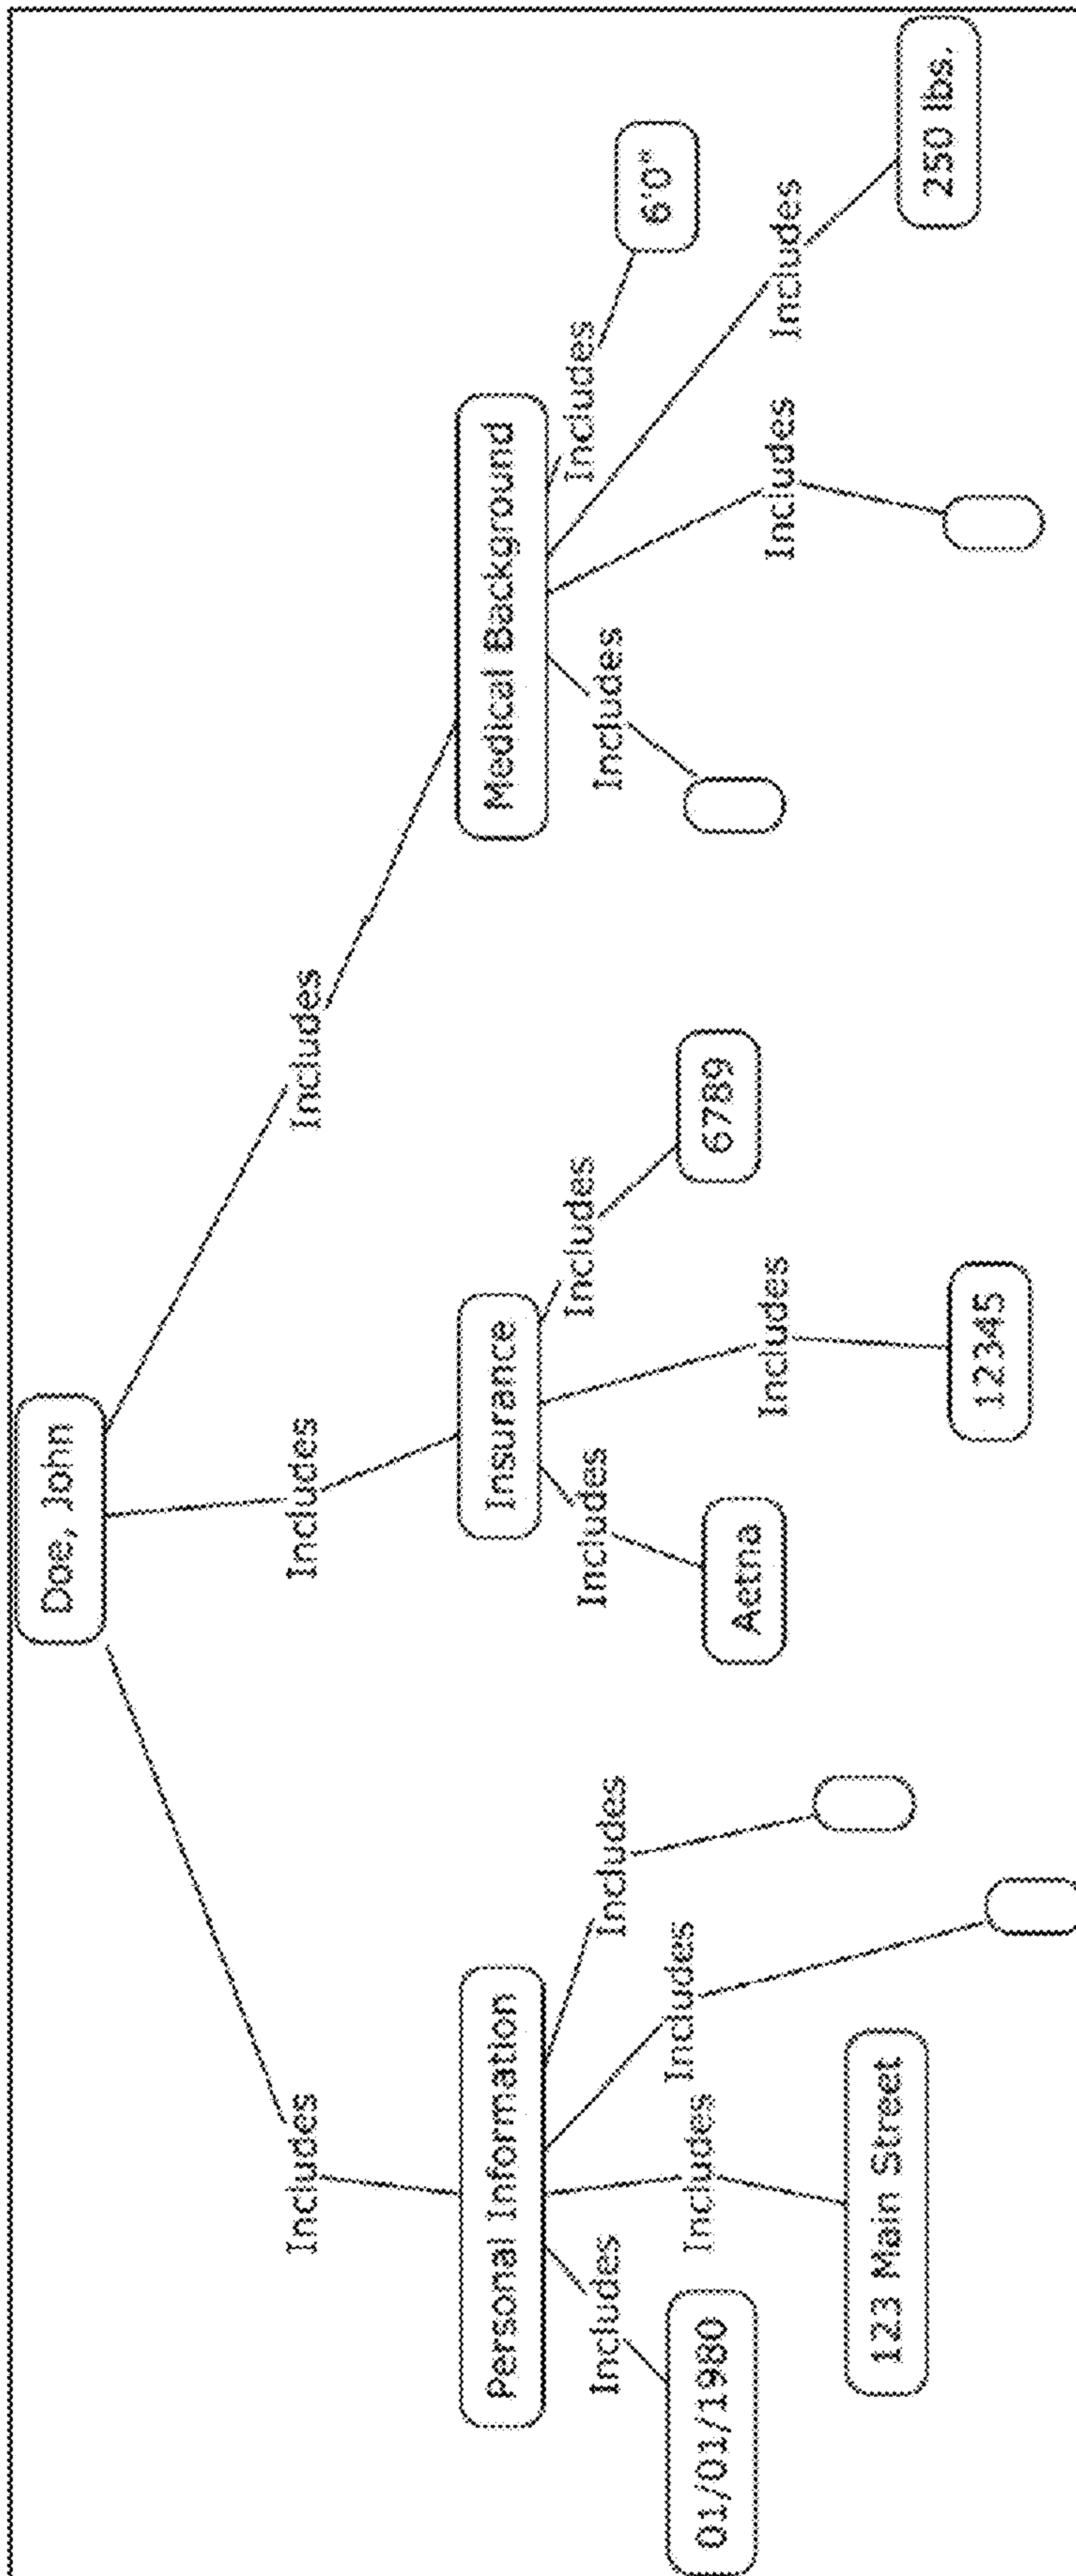 Doe, John
Includes
Includes
Includes
Personal Information
Insurance
Medical Background
Includes
Includes
Includes
Includes
Includes
Includes
Includes
Includes
Includes
Includes
Includes
01/01/1980
123 Main Street
Aetna
12345
6789
6'0"
250 lbs.